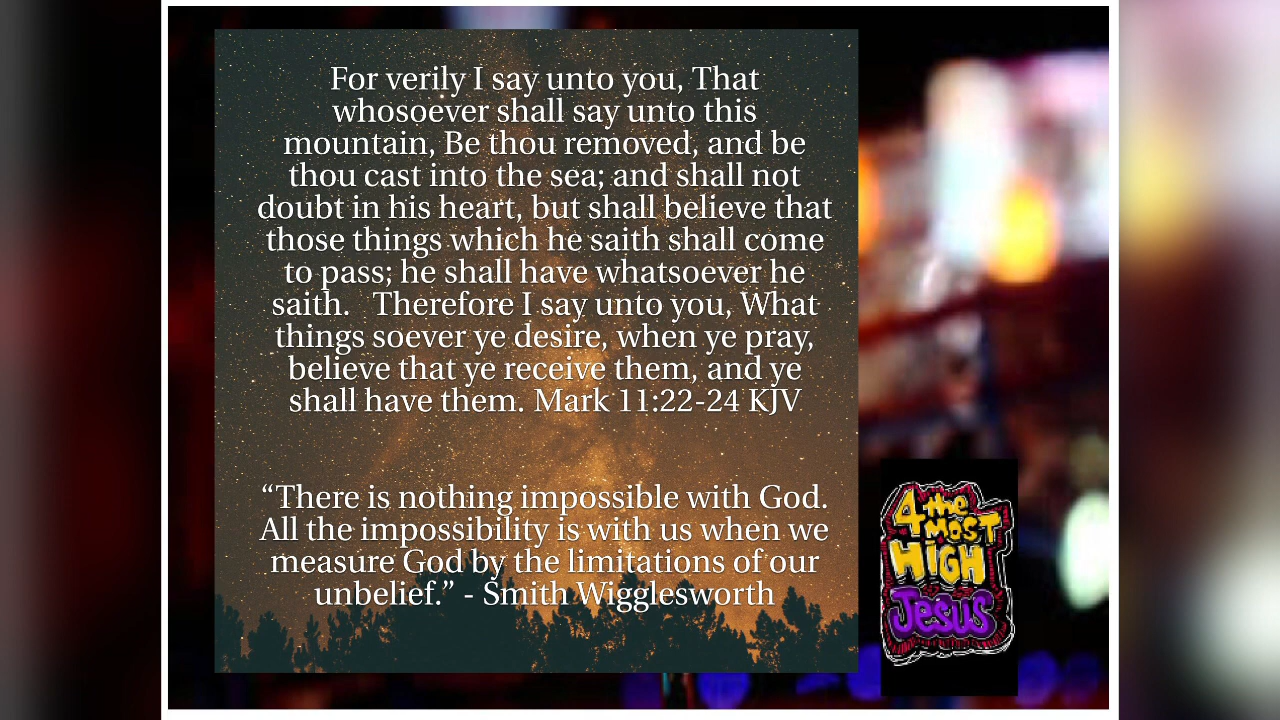 For verily I say unto you, That
whosoever shall say unto this
mountain, Be thou removed, and be
thou cast into the sea; and shall not
doubt in his heart, but shall believe that
those things which he saith shall come
to pass; he shall have whatsoever he
saith.   Therefore I say unto you, What
things soever ye desire, when ye pray,
believe that ye receive them, and ye
shall have them. Mark 11:22-24 KJV
“There is nothing impossible with God.
All the impossibility is with us when we
measure God by the limitations of our
unbelief.” - Smith Wigglesworth
4 the
MOST
HiGH
Jesus